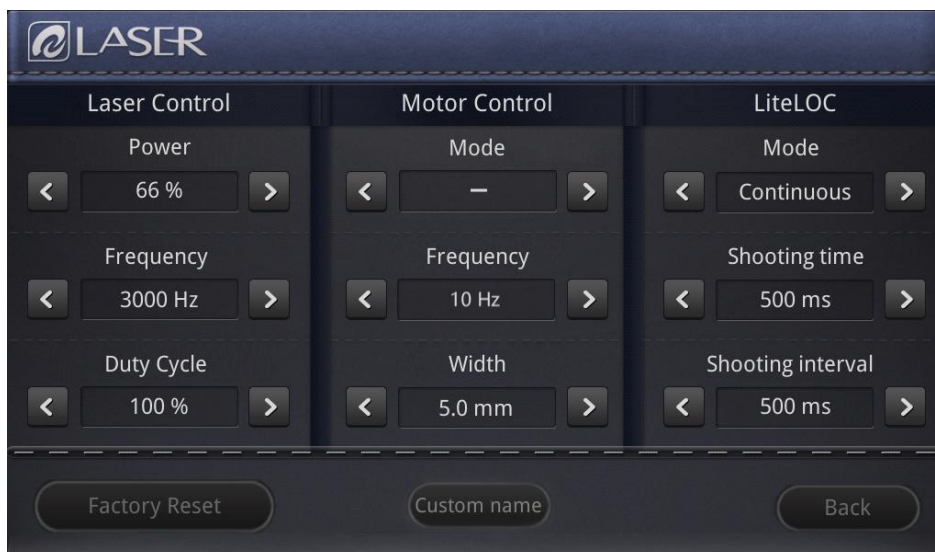 LASER
Laser Control
Power
66 %
Frequency
3000 Hz
Duty Cycle
100 %
Motor Control
Mode
–
Frequency
10 Hz
Width
5.0 mm
LiteLOC
Mode
Continuous
Shooting time
500 ms
Shooting interval
500 ms
Factory Reset
Custom name
Back